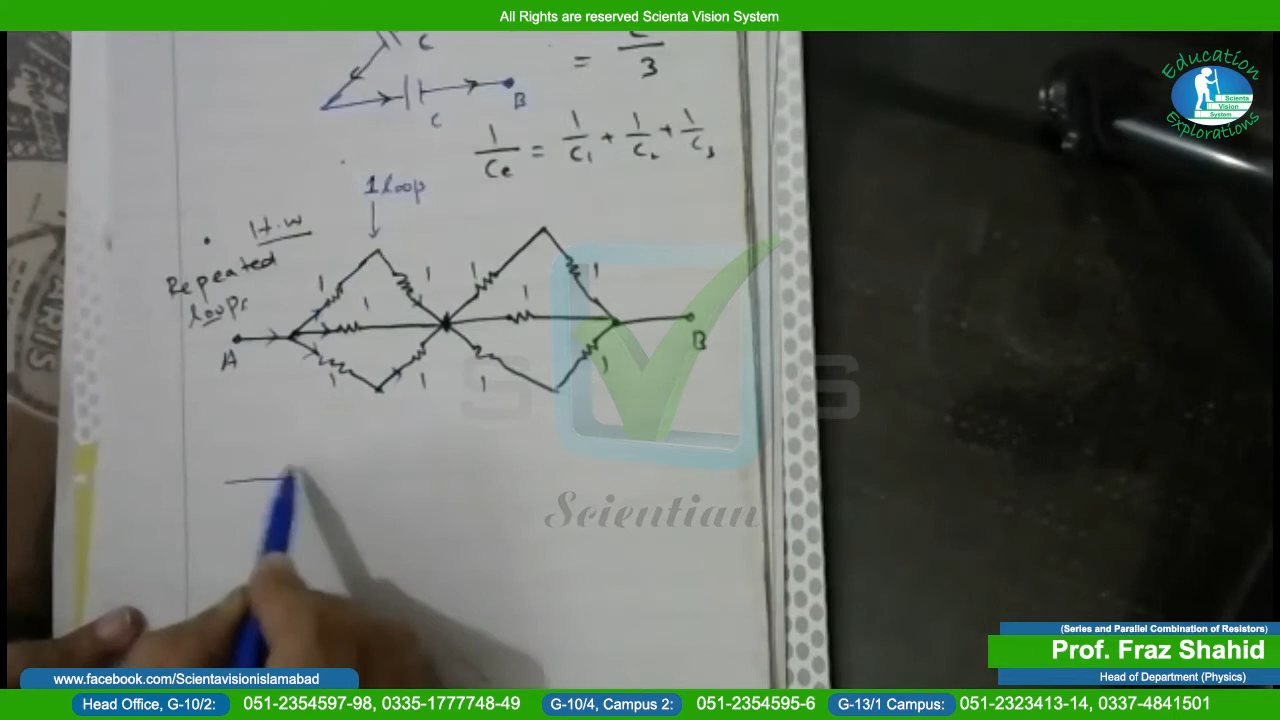 All Rights are reserved Scienta Vision System
Education
Scienta
Vision
System
Explorations
C
= C/3
B
C
1/Ce = 1/C1 + 1/C2 + 1/C3
1 loop
H.W
Repeated
loops
1 1 1 1
1 1
A B
1 1 1 1
S S
Scientian
(Series and Parallel Combination of Resistors)
Prof. Fraz Shahid
Head of Department (Physics)
www.facebook.com/Scientavisionislamabad
Head Office, G-10/2: 051-2354597-98, 0335-1777748-49 G-10/4, Campus 2: 051-2354595-6 G-13/1 Campus: 051-2323413-14, 0337-4841501